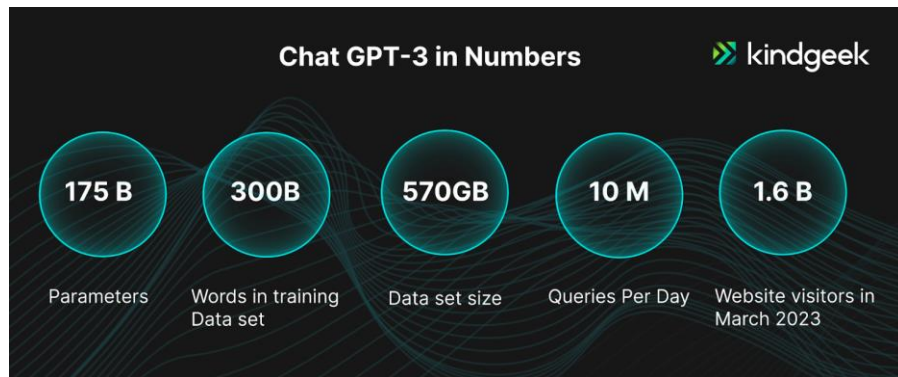 Chat GPT-3 in Numbers
kindgeek
175 B
300B
570GB
10 M
1.6 B
Parameters
Words in training
Data set
Data set size
Queries Per Day
Website visitors in
March 2023